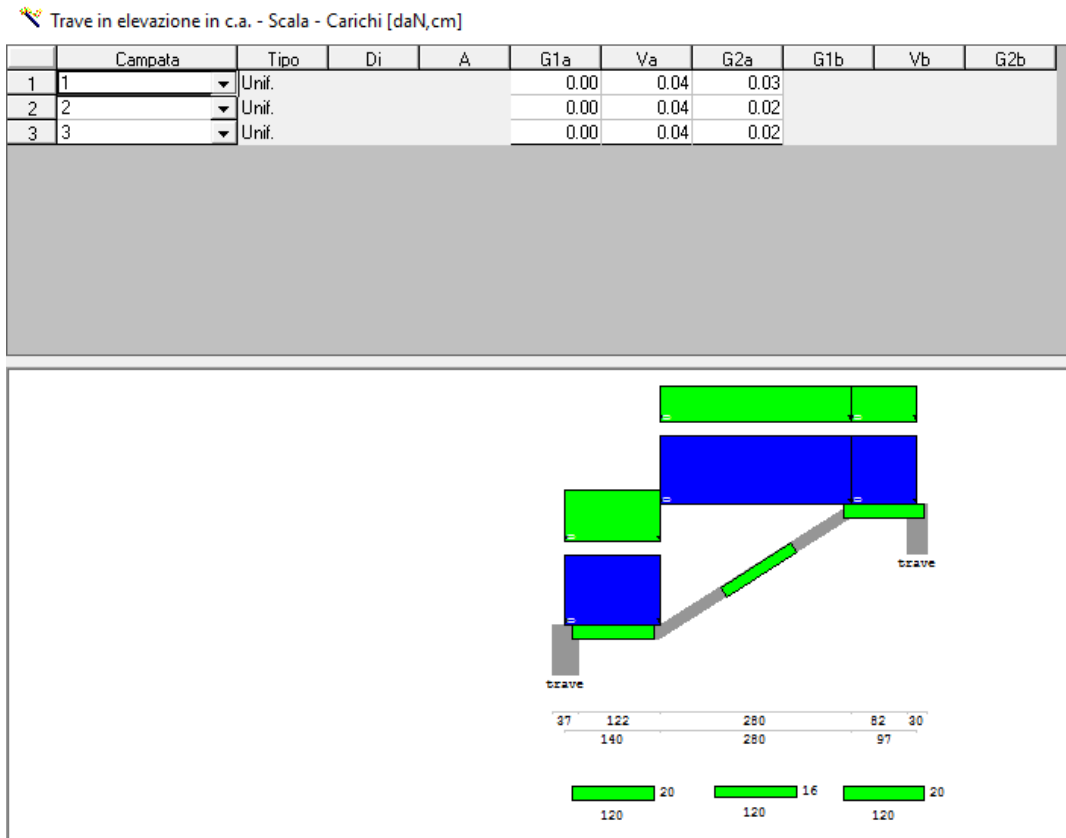 Trave in elevazione in c.a. - Scala - Carichi [daN,cm]
Campata Tipo Di A G1a Va G2a G1b Vb G2b
1 1 Unif. 0.00 0.04 0.03
2 2 Unif. 0.00 0.04 0.02
3 3 Unif. 0.00 0.04 0.02
trave
trave
37 122 280 82 30
140 280 97
20 16 20
120 120 120